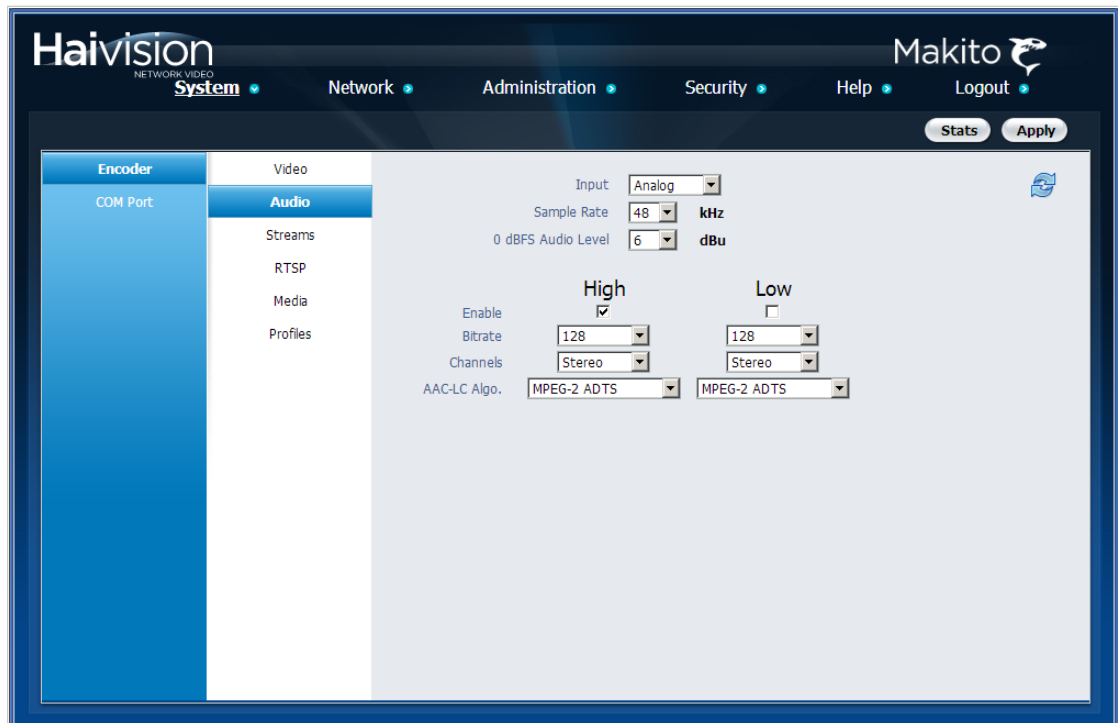 Haivision
NETWORK VIDEO
Makito
System Network Administration Security Help Logout
Stats Apply
Encoder
COM Port
Video
Audio
Streams
RTSP
Media
Profiles
Input Analog
Sample Rate 48 kHz
0 dBFS Audio Level 6 dBu
High Low
Enable
Bitrate 128 128
Channels Stereo Stereo
AAC-LC Algo. MPEG-2 ADTS MPEG-2 ADTS